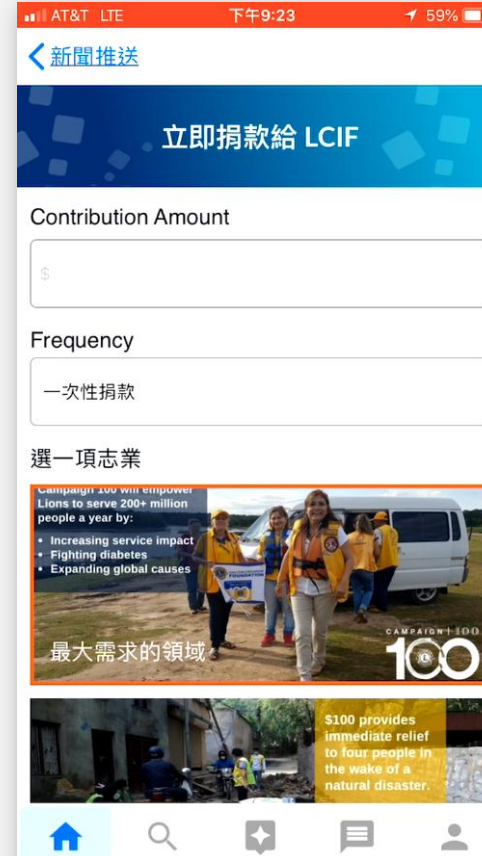 AT&T LTE 下午9:23 59%
新聞推送
立即捐款給 LCIF
Contribution Amount
$
Frequency
一次性捐款
選一項志業
Campaign 100 will empower
Lions to serve 200+ million
people a year by:
• Increasing service impact
• Fighting diabetes
• Expanding global causes
FOUNDATION
最大需求的領域
CAMPAIGN 100
100
$100 provides
immediate relief
to four people in
the wake of a
natural disaster.